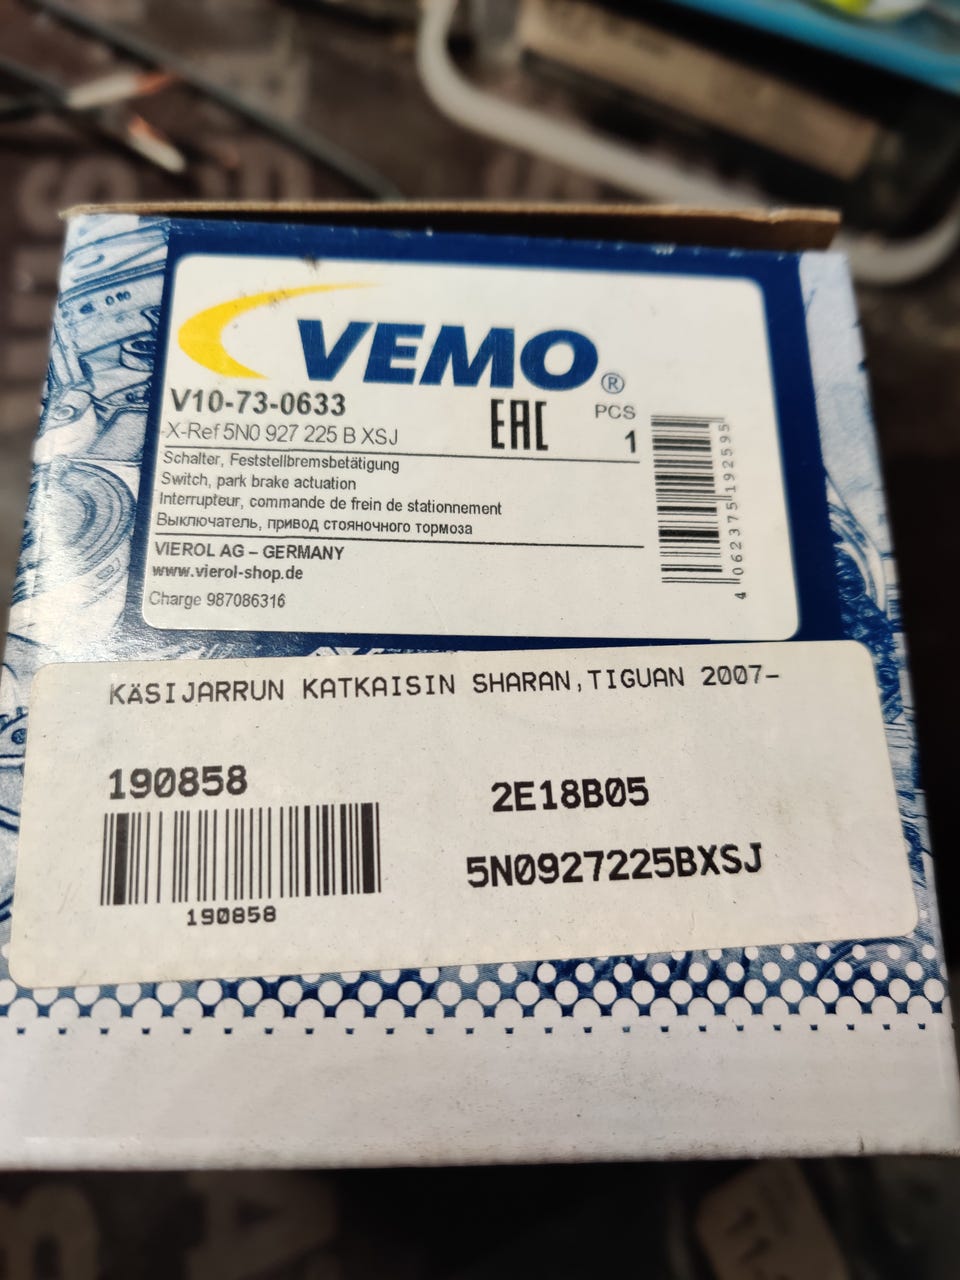 VEMO®
V10-73-0633
X-Ref 5N0 927 225 B XSJ
EAC
PCS
1
Schalter, Feststellbremsbetätigung
Switch, park brake actuation
Interrupteur, commande de frein de stationnement
Выключатель, привод стояночного тормоза
VIEROL AG – GERMANY
www.vierol-shop.de
Charge 987086316
4 062375 192595
KÄSIJARRUN KATKAISIN SHARAN,TIGUAN 2007-
190858
2E18B05
5N0927225BXSJ
190858